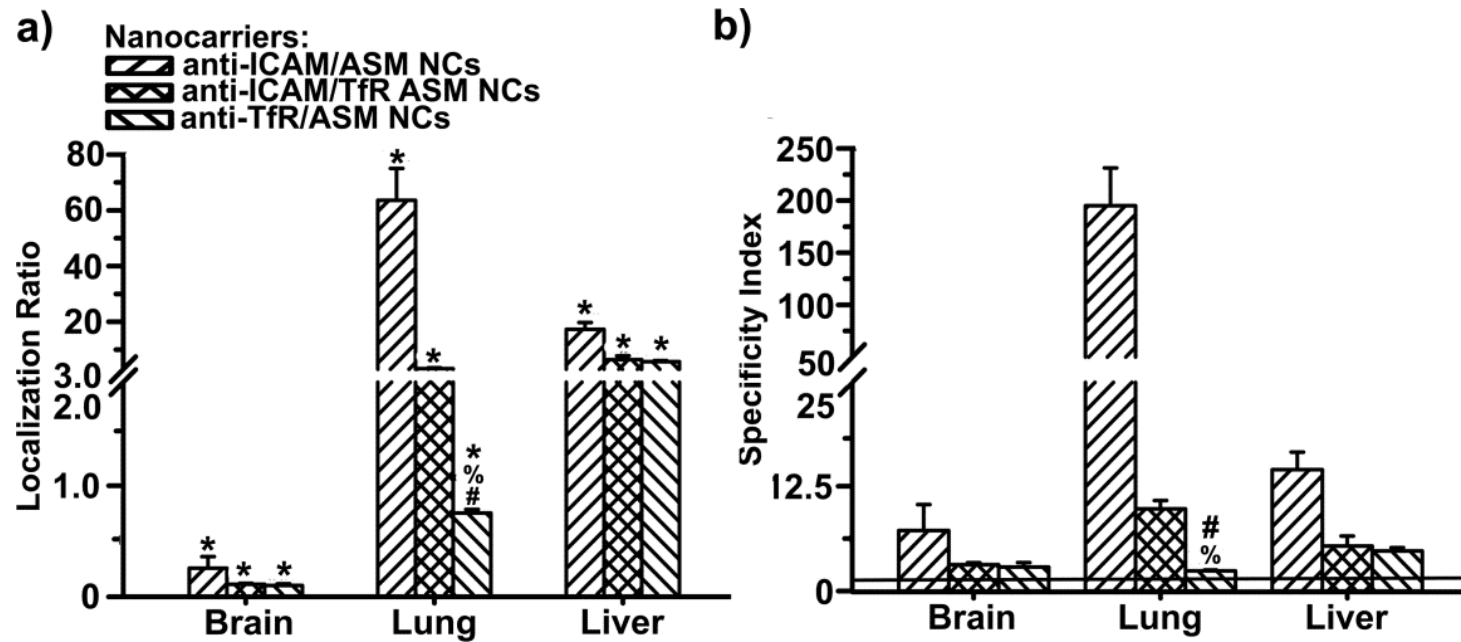 a)
Nanocarriers:
anti-ICAM/ASM NCs
anti-ICAM/TfR ASM NCs
anti-TfR/ASM NCs
Localization Ratio
80
60
40
20
3.0
2.0
1.0
0
* * *
* * * % #
* * *
Brain Lung Liver
b)
Specificity Index
250
200
150
100
50
25
12.5
0
# %
Brain Lung Liver